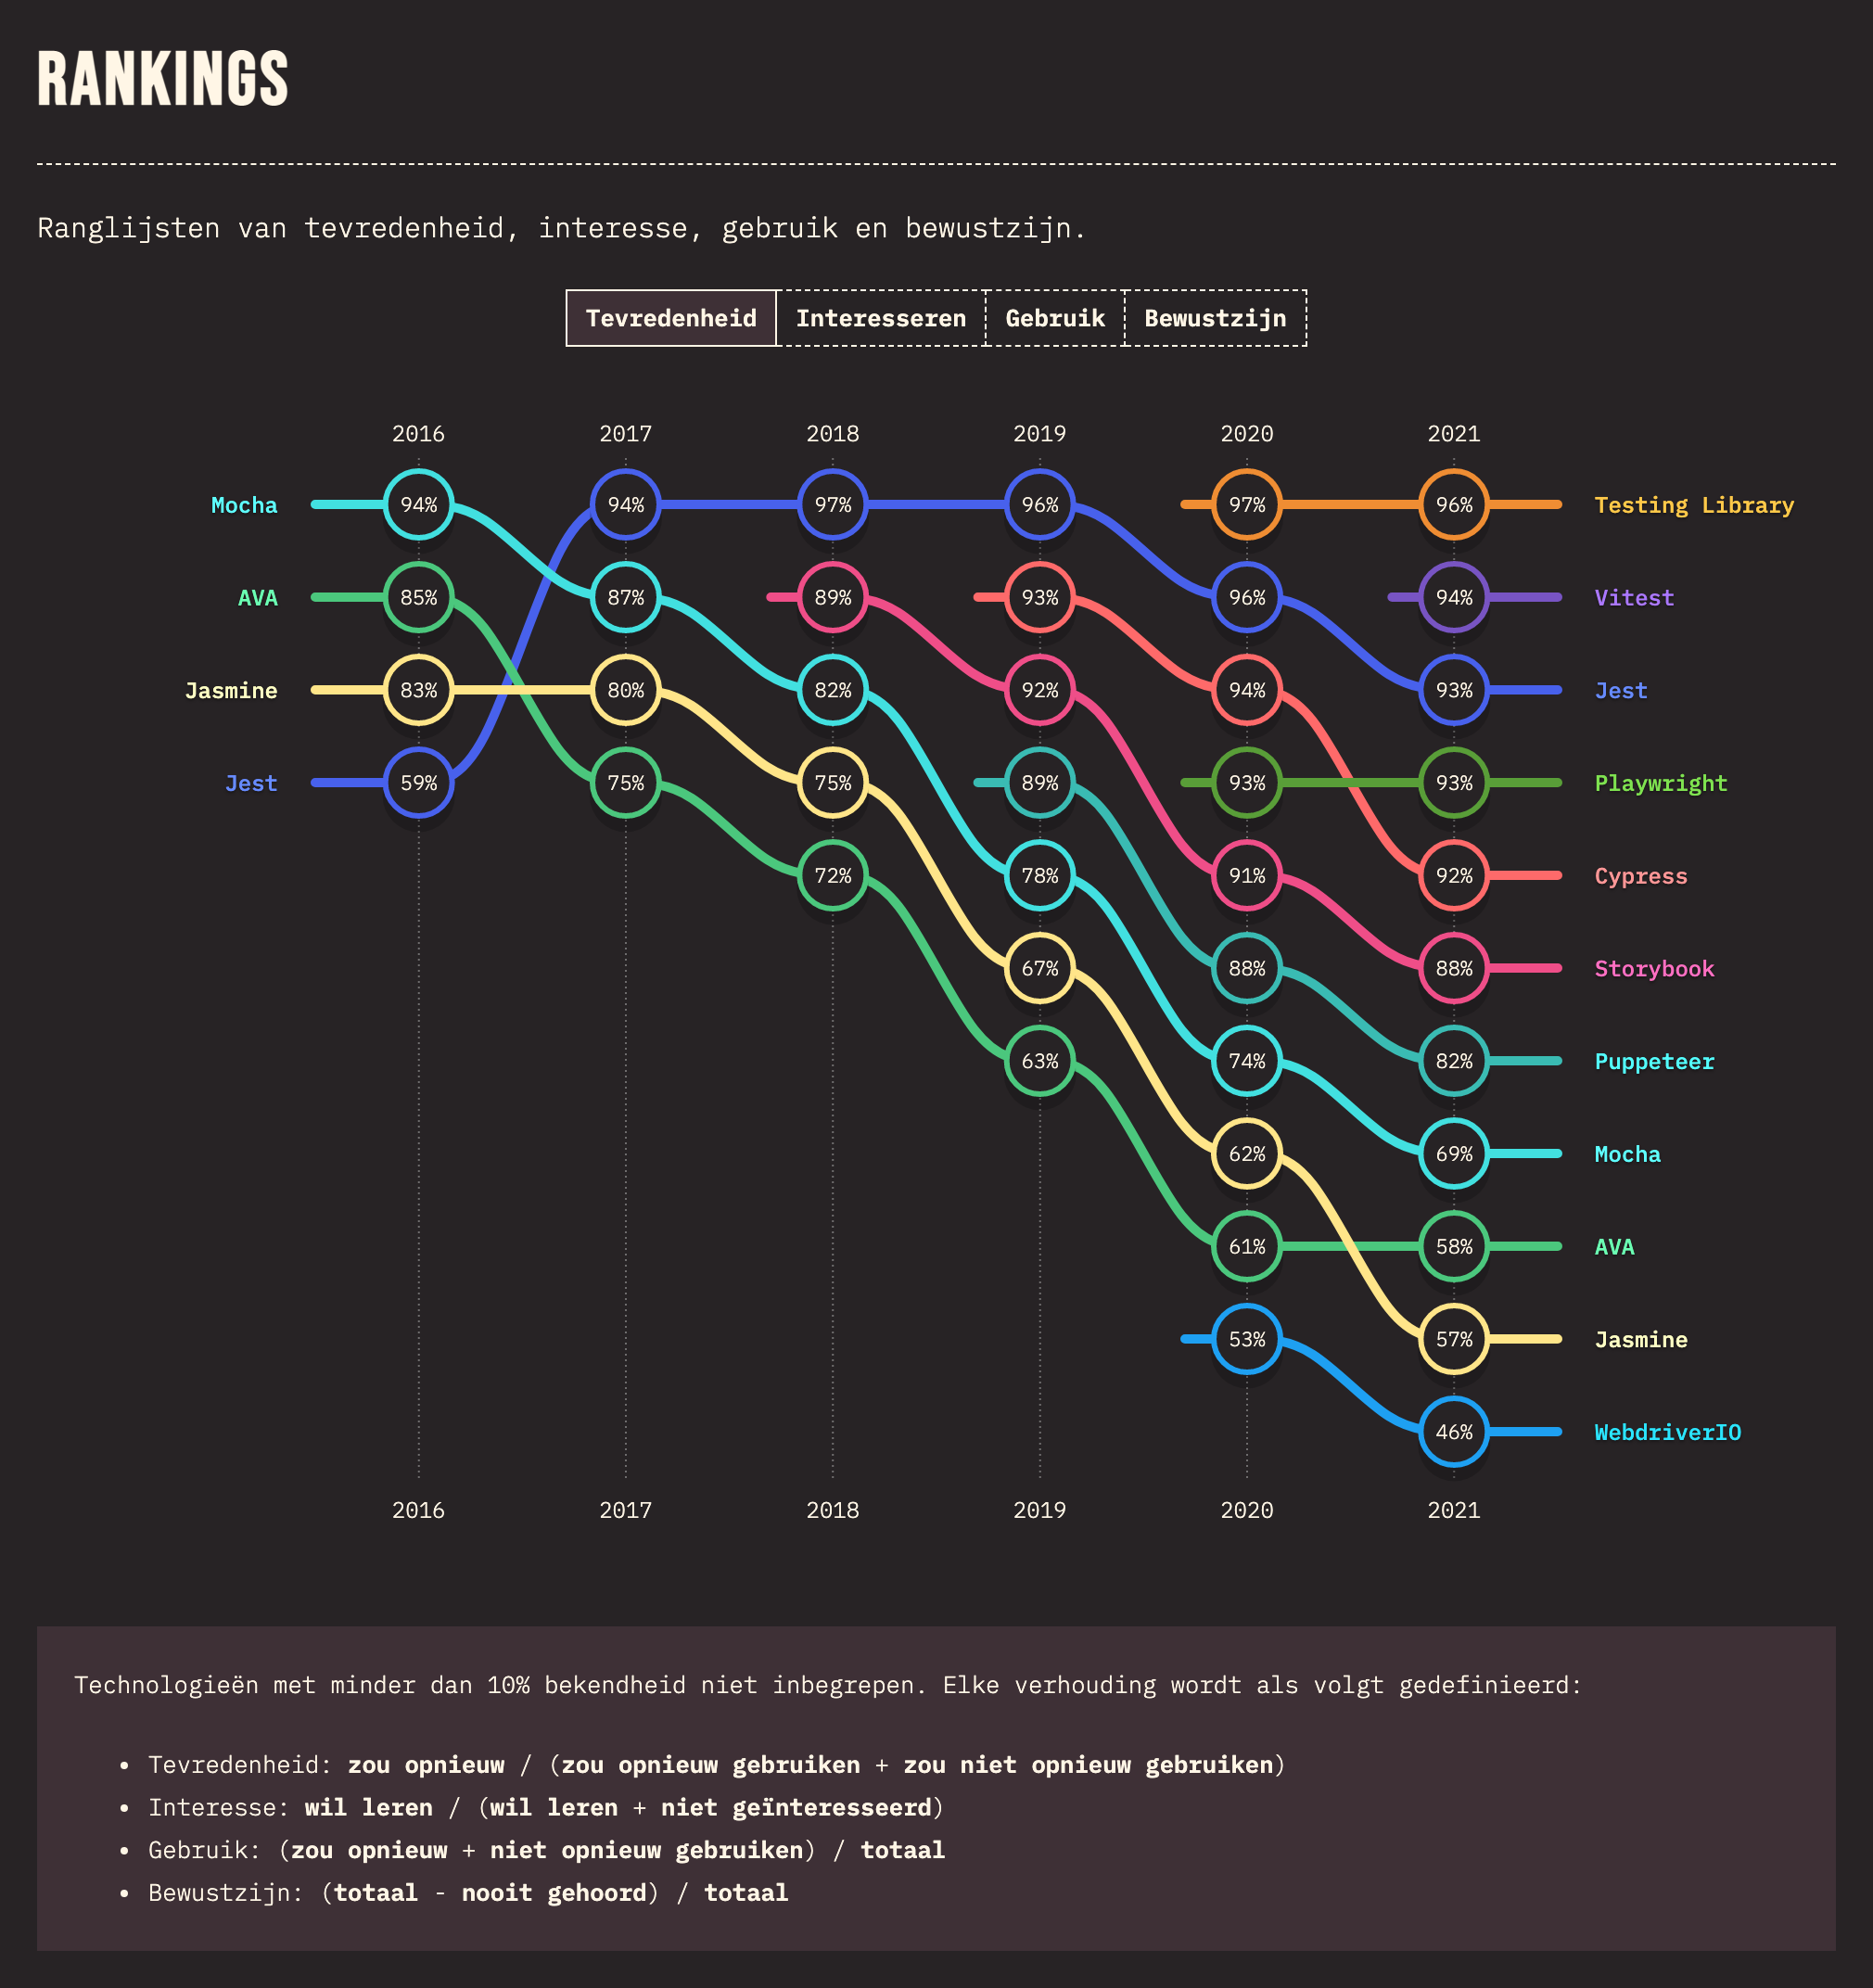 RANKINGS
Ranglijsten van tevredenheid, interesse, gebruik en bewustzijn.
Tevredenheid Interesseren Gebruik Bewustzijn
2016 2017 2018 2019 2020 2021
Mocha 94% 94% 97% 96% 97% 96% Testing Library
AVA 85% 87% 89% 93% 96% 94% Vitest
Jasmine 83% 80% 82% 92% 94% 93% Jest
Jest 59% 75% 75% 89% 93% 93% Playwright
72% 78% 91% 92% Cypress
67% 88% 88% Storybook
63% 74% 82% Puppeteer
62% 69% Mocha
61% 58% AVA
53% 57% Jasmine
46% WebdriverIO
2016 2017 2018 2019 2020 2021
Technologieën met minder dan 10% bekendheid niet inbegrepen. Elke verhouding wordt als volgt gedefinieerd:
• Tevredenheid: zou opnieuw / (zou opnieuw gebruiken + zou niet opnieuw gebruiken)
• Interesse: wil leren / (wil leren + niet geïnteresseerd)
• Gebruik: (zou opnieuw + niet opnieuw gebruiken) / totaal
• Bewustzijn: (totaal - nooit gehoord) / totaal